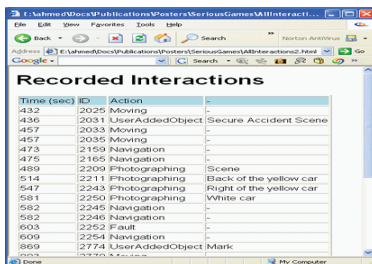 E:\ahmed\Docs\Publications\Posters\SeriousGames\AllInteracti...
File Edit View Favorites Tools Help
Back Search Norton AntiVirus
Address E:\ahmed\Docs\Publications\Posters\SeriousGames\AllInteractions2.html Go
Google Search
Recorded Interactions
Time (sec) ID Action -
432 2025 Moving -
436 2031 UserAddedObject Secure Accident Scene
457 2033 Moving -
457 2035 Moving -
473 2159 Navigation -
475 2165 Navigation -
489 2209 Photographing Scene
514 2211 Photographing Back of the yellow car
547 2243 Photographing Right of the yellow car
581 2250 Photographing White car
582 2245 Navigation -
582 2246 Navigation -
603 2252 Fault -
609 2254 Navigation -
869 2774 UserAddedObject Mark
Done My Computer